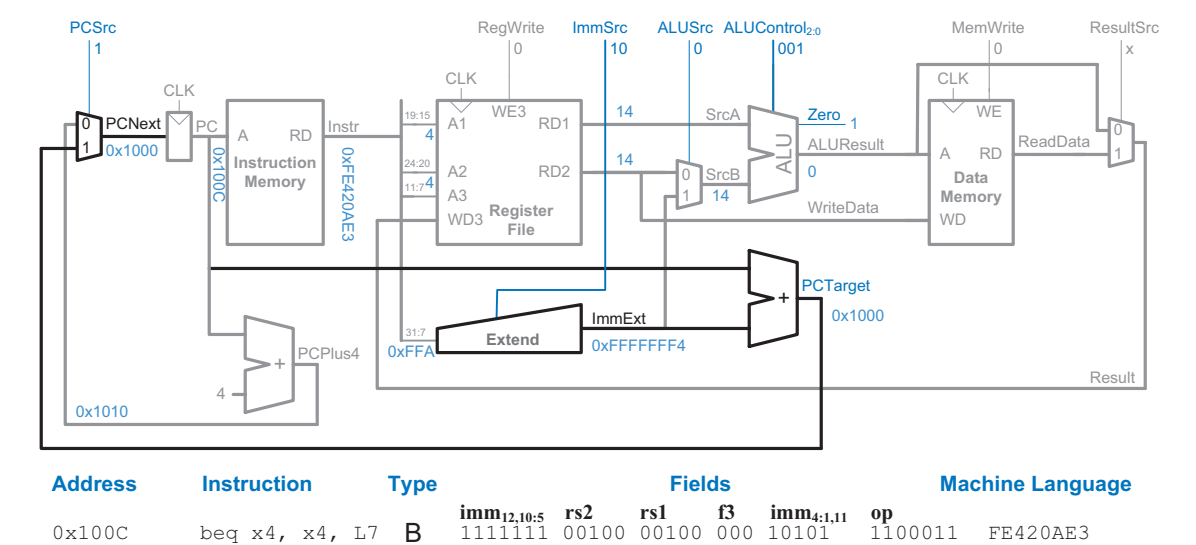 PCSrc RegWrite ImmSrc ALUSrc ALUControl2:0 MemWrite ResultSrc
1 0 10 0 001 0 x
CLK CLK CLK
0 PCNext PC A RD Instr 19:15 A1 WE3 RD1 14 SrcA Zero 1 WE 0
1 0x1000 0x100C Instruction Memory 0xFE420AE3 4 ALU ALUResult A RD ReadData 1
24:20 A2 RD2 14 0 SrcB 0 Data Memory
11:7 4 A3 1 14
WD3 Register File WriteData WD
PCTarget
+
0x1000
31:7 Extend ImmExt
0xFFA 0xFFFFFFF4
PCPlus4
+
4 Result
0x1010
Address Instruction Type Fields Machine Language
imm12,10:5 rs2 rs1 f3 imm4:1,11 op
0x100C beq x4, x4, L7 B 1111111 00100 00100 000 10101 1100011 FE420AE3